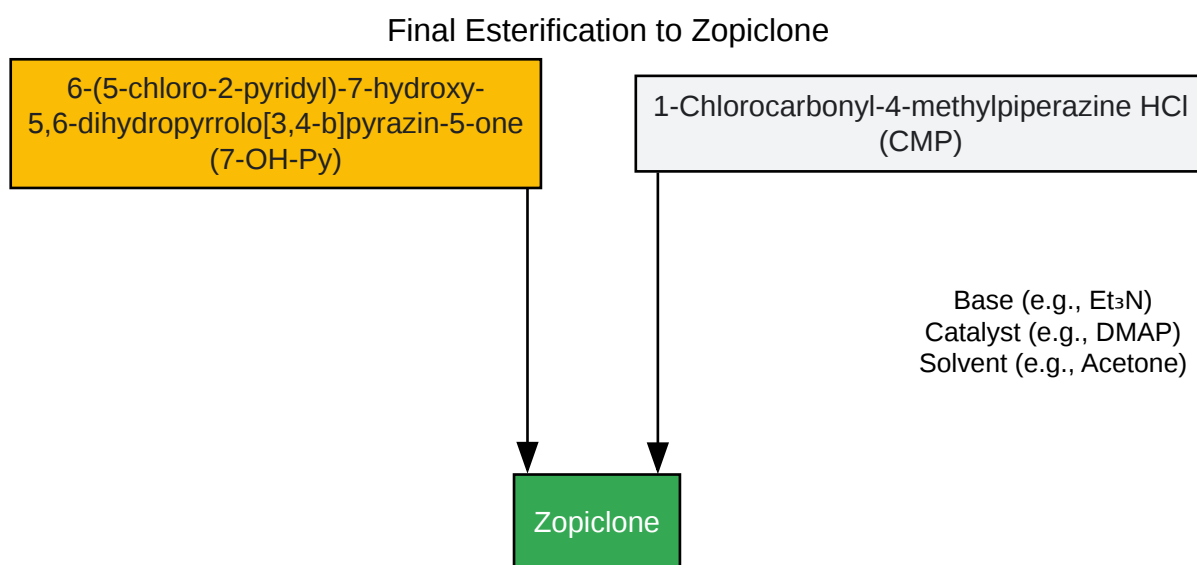 Final Esterification to Zopiclone
6-(5-chloro-2-pyridyl)-7-hydroxy-
5,6-dihydropyrrolo[3,4-b]pyrazin-5-one
(7-OH-Py)
1-Chlorocarbonyl-4-methylpiperazine HCl
(CMP)
Base (e.g., Et₃N)
Catalyst (e.g., DMAP)
Solvent (e.g., Acetone)
Zopiclone